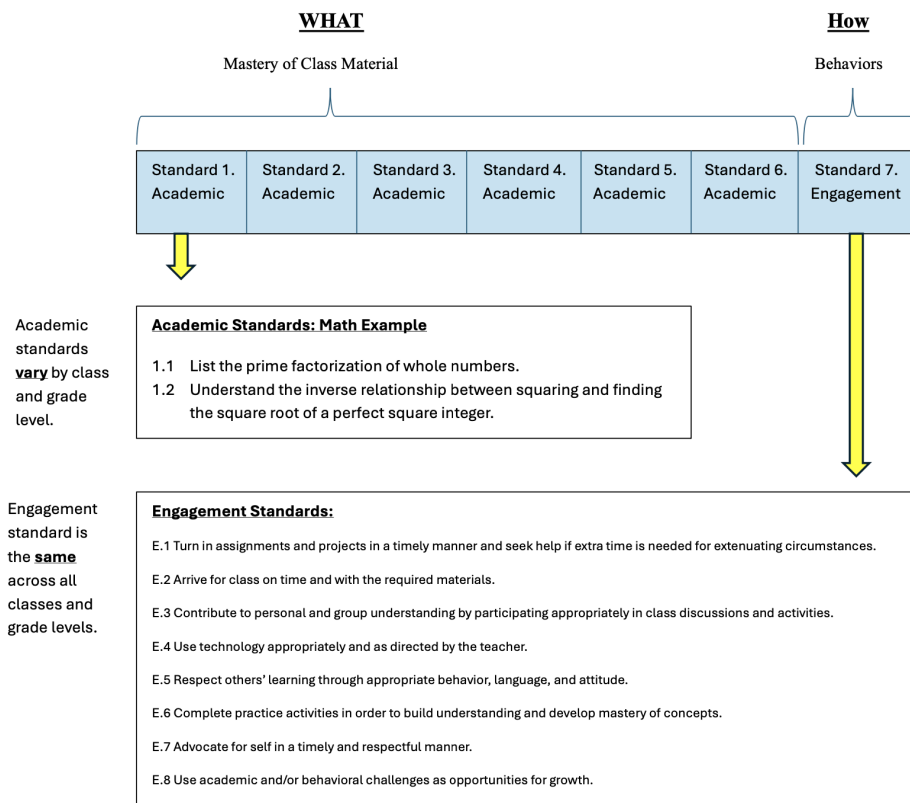 WHAT
How
Mastery of Class Material
Behaviors
Standard 1.
Academic
Standard 2.
Academic
Standard 3.
Academic
Standard 4.
Academic
Standard 5.
Academic
Standard 6.
Academic
Standard 7.
Engagement
Academic
standards
vary by class
and grade
level.
Academic Standards: Math Example
1.1 List the prime factorization of whole numbers.
1.2 Understand the inverse relationship between squaring and finding
the square root of a perfect square integer.
Engagement
standard is
the same
across all
classes and
grade levels.
Engagement Standards:
E.1 Turn in assignments and projects in a timely manner and seek help if extra time is needed for extenuating circumstances.
E.2 Arrive for class on time and with the required materials.
E.3 Contribute to personal and group understanding by participating appropriately in class discussions and activities.
E.4 Use technology appropriately and as directed by the teacher.
E.5 Respect others' learning through appropriate behavior, language, and attitude.
E.6 Complete practice activities in order to build understanding and develop mastery of concepts.
E.7 Advocate for self in a timely and respectful manner.
E.8 Use academic and/or behavioral challenges as opportunities for growth.